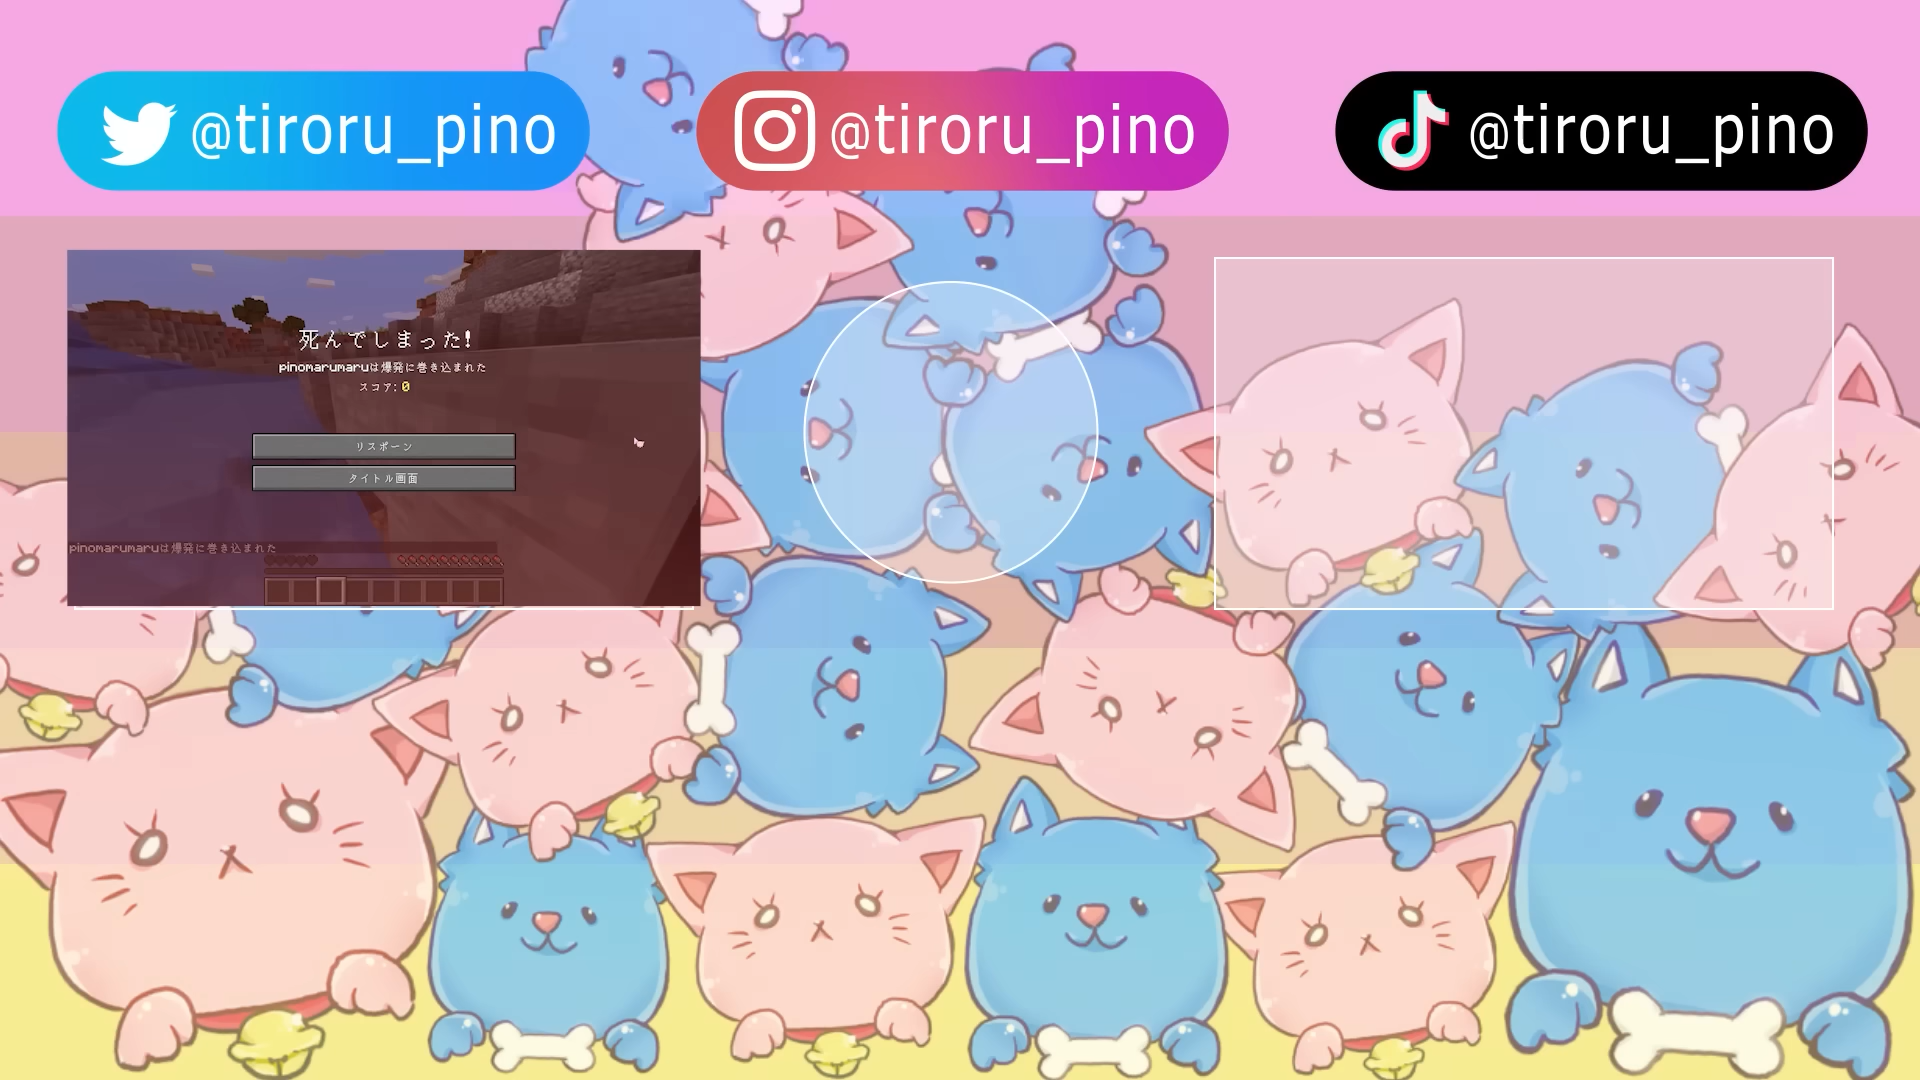 @tiroru_pino
@tiroru_pino
@tiroru_pino
死んでしまった!
pinomarumaruは爆発に巻き込まれた
スコア: 0
リスポーン
タイトル画面
pinomarumaruは爆発に巻き込まれた